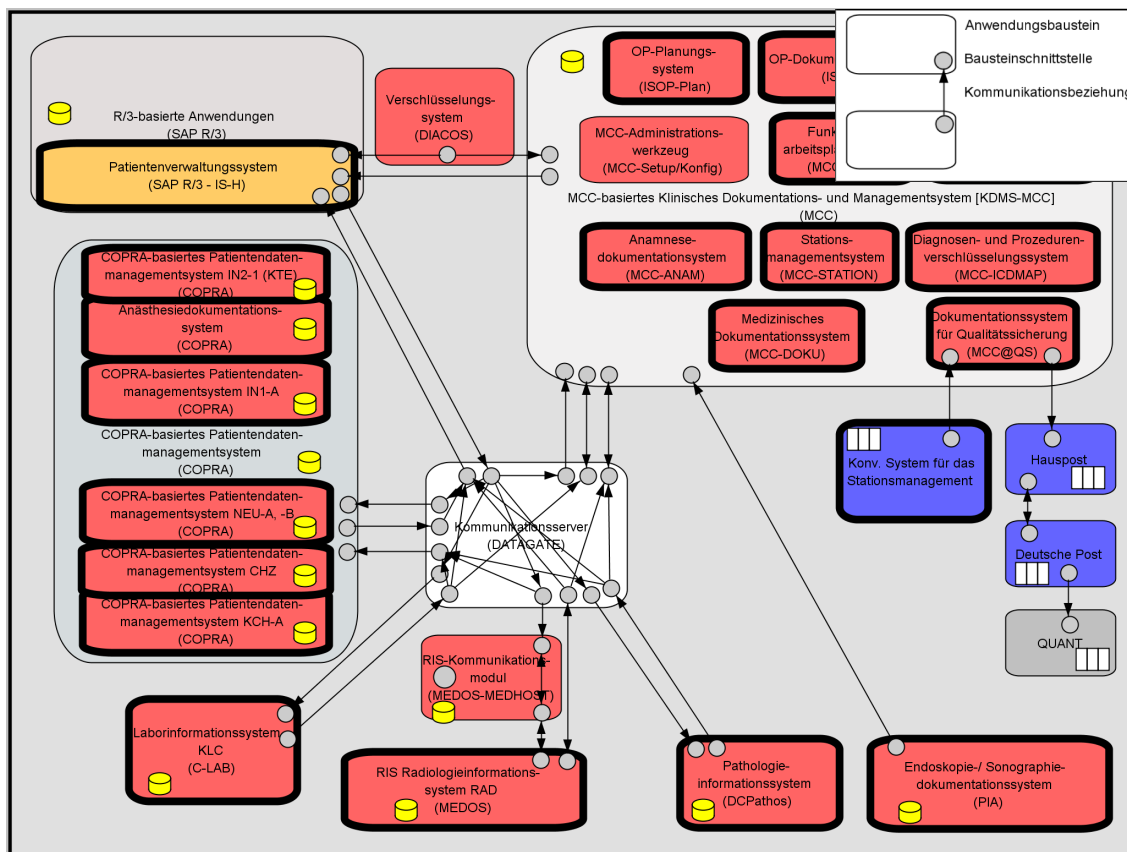 R/3-basierte Anwendungen
(SAP R/3)
Patientenverwaltungssystem
(SAP R/3 - IS-H)
Verschlüsselungs-
system
(DIACOS)
OP-Planungs-
system
(ISOP-Plan)
MCC-Administrations-
werkzeug
(MCC-Setup/Konfig)
MCC-basiertes Klinisches Dokumentations- und Managementsystem [KDMS-MCC]
(MCC)
Anamnese-
dokumentationsystem
(MCC-ANAM)
Stations-
managementsystem
(MCC-STATION)
Diagnosen- und Prozeduren-
verschlüsselungssystem
(MCC-ICDMAP)
Medizinisches
Dokumentationssystem
(MCC-DOKU)
Dokumentationssystem
für Qualitätssicherung
(MCC@QS)
Anwendungsbaustein
Bausteinschnittstelle
Kommunikationsbeziehung
COPRA-basiertes Patientendaten-
managementsystem IN2-1 (KTE)
(COPRA)
Anästhesiedokumentations-
system
(COPRA)
COPRA-basiertes Patientendaten-
managementsystem IN1-A
(COPRA)
COPRA-basiertes Patientendaten-
managementsystem
(COPRA)
COPRA-basiertes Patientendaten-
managementsystem NEU-A, -B
(COPRA)
COPRA-basiertes Patientendaten-
managementsystem CHZ
(COPRA)
COPRA-basiertes Patientendaten-
managementsystem KCH-A
(COPRA)
Kommunikationsserver
(DATAGATE)
Konv. System für das
Stationsmanagement
Hauspost
Deutsche Post
QUANT
RIS-Kommunikations-
modul
(MEDOS-MEDHOST)
Laborinformationssystem
KLC
(C-LAB)
RIS Radiologieinformations-
system RAD
(MEDOS)
Pathologie-
informationssystem
(DCPathos)
Endoskopie-/ Sonographie-
dokumentationssystem
(PIA)